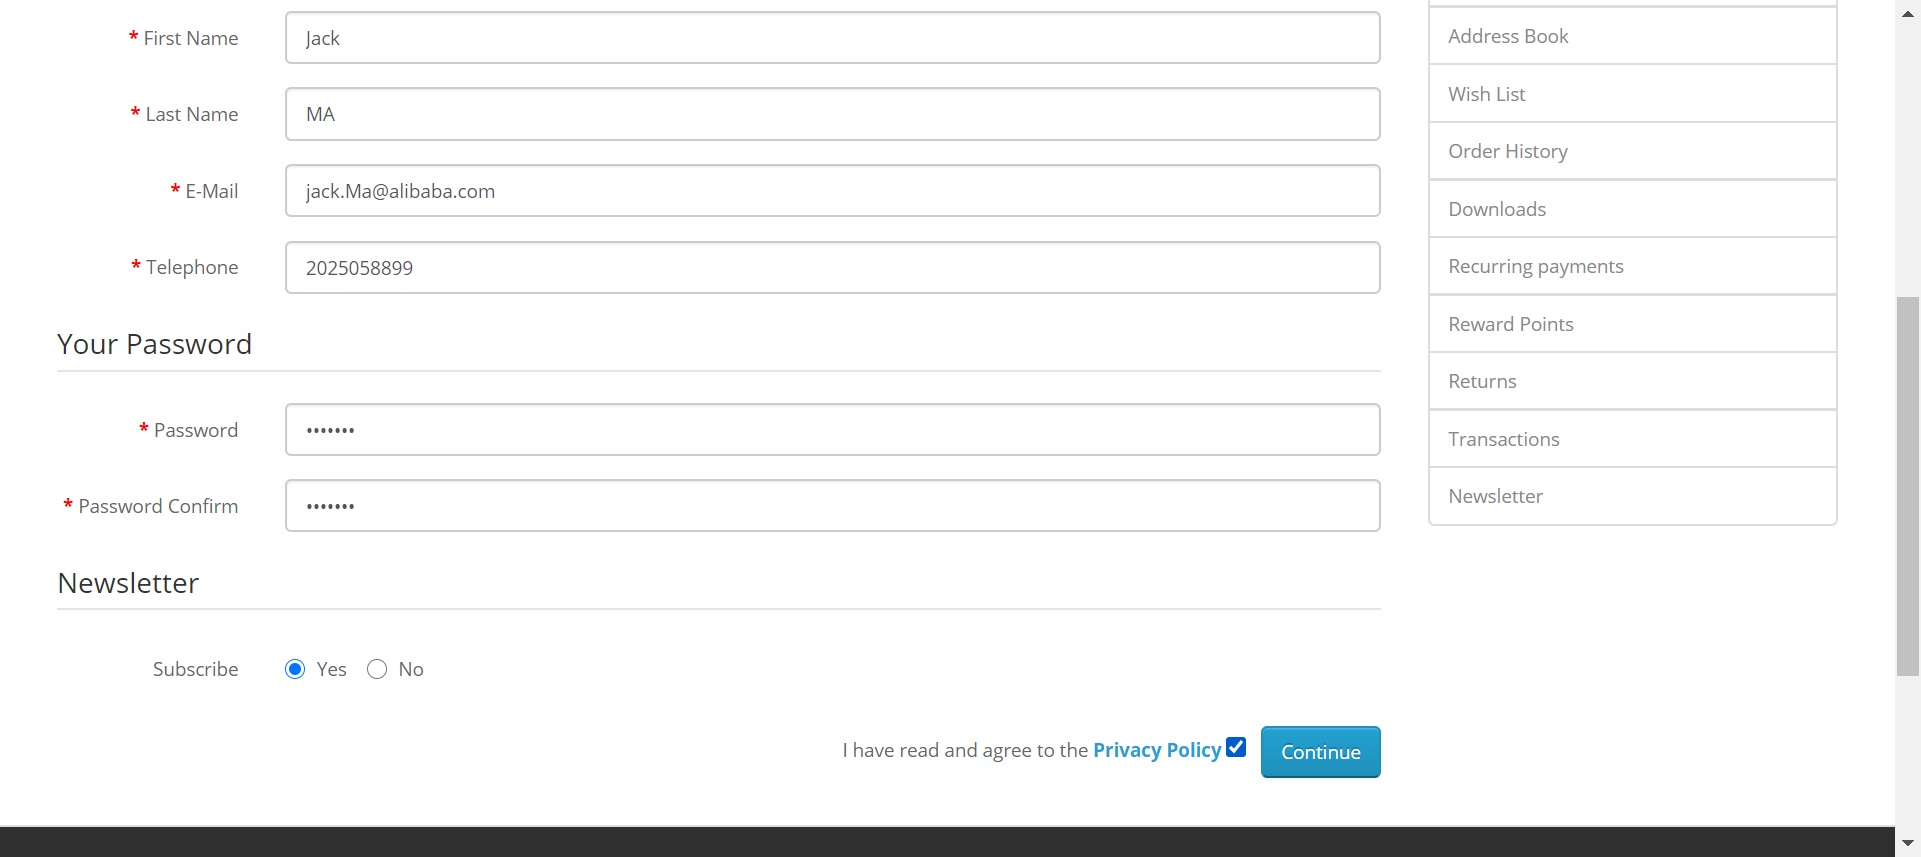 * First Name
Jack
* Last Name
MA
* E-Mail
jack.Ma@alibaba.com
* Telephone
2025058899
Your Password
* Password
•••••••
* Password Confirm
•••••••
Newsletter
Subscribe
Yes
No
I have read and agree to the Privacy Policy
Continue
Address Book
Wish List
Order History
Downloads
Recurring payments
Reward Points
Returns
Transactions
Newsletter